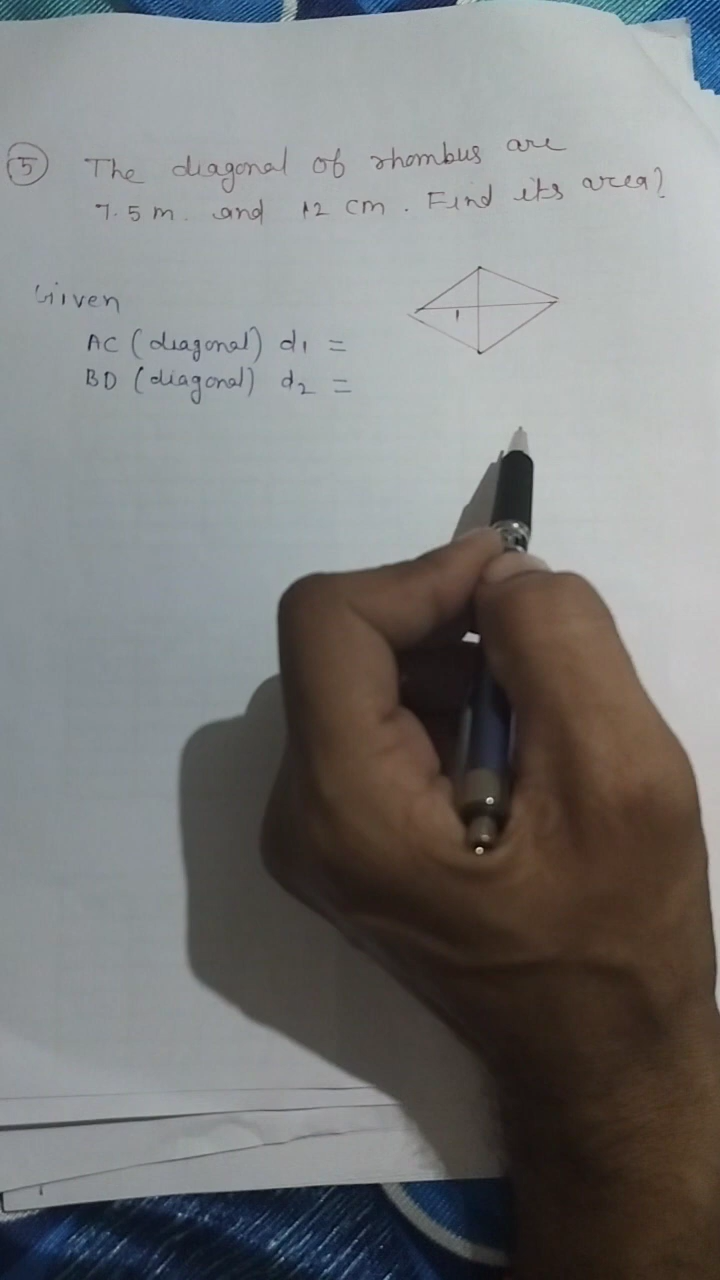 5 The diagonal of rhombus are
7.5 m. and 12 cm. Find its area?
Given
AC (diagonal) d₁ =
BD (diagonal) d₂ =